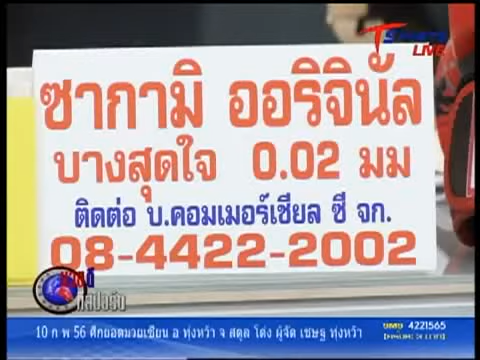 T SPORTS
LIVE
ซากามิ ออริจินัล
บางสุดใจ 0.02 มม
ติดต่อ บ.คอมเมอร์เชียล ซี จก.
08-4422-2002
10 ก พ 56 ศึกยอดมวยเซียน อ ทุ่งหว้า จ สตูล โด่ง ผู้จัด เชษฐ ทุ่งหว้า
4221565